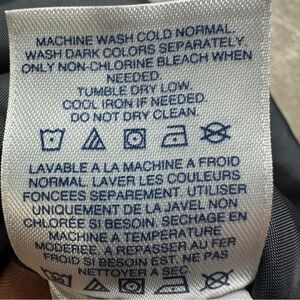 MACHINE WASH COLD NORMAL.
WASH DARK COLORS SEPARATELY.
ONLY NON-CHLORINE BLEACH WHEN
NEEDED.
TUMBLE DRY LOW.
COOL IRON IF NEEDED.
DO NOT DRY CLEAN.
LAVABLE A LA MACHINE A FROID
NORMAL. LAVER LES COULEURS
FONCEES SEPAREMENT. UTILISER
UNIQUEMENT DE LA JAVEL NON
CHLORÉE SI BESOIN. SECHAGE EN
MACHINE A TEMPERATURE
MODEREE. A REPASSER AU FER
FROID SI BESOIN EST. NE PAS
NETTOYER A SEC.